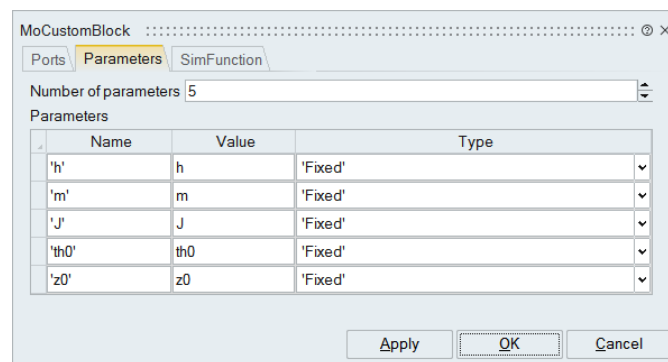 MoCustomBlock
Ports Parameters SimFunction
Number of parameters 5
Parameters
Name Value Type
'h' h 'Fixed'
'm' m 'Fixed'
'J' J 'Fixed'
'th0' th0 'Fixed'
'z0' z0 'Fixed'
Apply OK Cancel